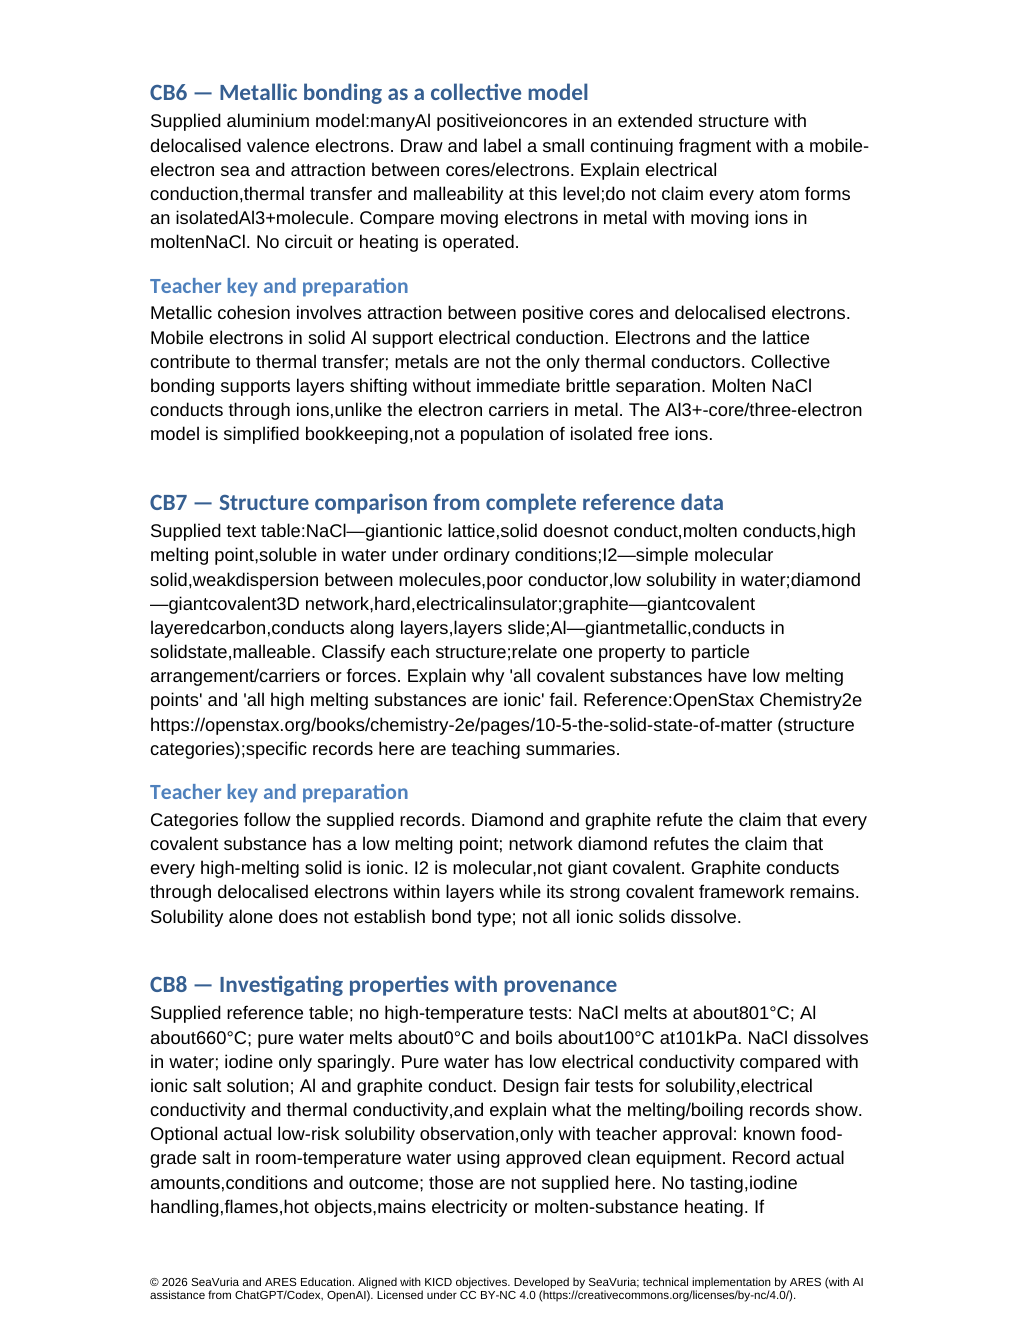 CB6 — Metallic bonding as a collective model
Supplied aluminium model:manyAl positiveioncores in an extended structure with
delocalised valence electrons. Draw and label a small continuing fragment with a mobile-
electron sea and attraction between cores/electrons. Explain electrical
conduction,thermal transfer and malleability at this level;do not claim every atom forms
an isolatedAl3+molecule. Compare moving electrons in metal with moving ions in
moltenNaCl. No circuit or heating is operated.
Teacher key and preparation
Metallic cohesion involves attraction between positive cores and delocalised electrons.
Mobile electrons in solid Al support electrical conduction. Electrons and the lattice
contribute to thermal transfer; metals are not the only thermal conductors. Collective
bonding supports layers shifting without immediate brittle separation. Molten NaCl
conducts through ions,unlike the electron carriers in metal. The Al3+-core/three-electron
model is simplified bookkeeping,not a population of isolated free ions.
CB7 — Structure comparison from complete reference data
Supplied text table:NaCl—giantionic lattice,solid doesnot conduct,molten conducts,high
melting point,soluble in water under ordinary conditions;I2—simple molecular
solid,weakdispersion between molecules,poor conductor,low solubility in water;diamond
—giantcovalent3D network,hard,electricalinsulator;graphite—giantcovalent
layeredcarbon,conducts along layers,layers slide;Al—giantmetallic,conducts in
solidstate,malleable. Classify each structure;relate one property to particle
arrangement/carriers or forces. Explain why 'all covalent substances have low melting
points' and 'all high melting substances are ionic' fail. Reference:OpenStax Chemistry2e
https://openstax.org/books/chemistry-2e/pages/10-5-the-solid-state-of-matter (structure
categories);specific records here are teaching summaries.
Teacher key and preparation
Categories follow the supplied records. Diamond and graphite refute the claim that every
covalent substance has a low melting point; network diamond refutes the claim that
every high-melting solid is ionic. I2 is molecular,not giant covalent. Graphite conducts
through delocalised electrons within layers while its strong covalent framework remains.
Solubility alone does not establish bond type; not all ionic solids dissolve.
CB8 — Investigating properties with provenance
Supplied reference table; no high-temperature tests: NaCl melts at about801°C; Al
about660°C; pure water melts about0°C and boils about100°C at101kPa. NaCl dissolves
in water; iodine only sparingly. Pure water has low electrical conductivity compared with
ionic salt solution; Al and graphite conduct. Design fair tests for solubility,electrical
conductivity and thermal conductivity,and explain what the melting/boiling records show.
Optional actual low-risk solubility observation,only with teacher approval: known food-
grade salt in room-temperature water using approved clean equipment. Record actual
amounts,conditions and outcome; those are not supplied here. No tasting,iodine
handling,flames,hot objects,mains electricity or molten-substance heating. If
© 2026 SeaVuria and ARES Education. Aligned with KICD objectives. Developed by SeaVuria; technical implementation by ARES (with AI
assistance from ChatGPT/Codex, OpenAI). Licensed under CC BY-NC 4.0 (https://creativecommons.org/licenses/by-nc/4.0/).